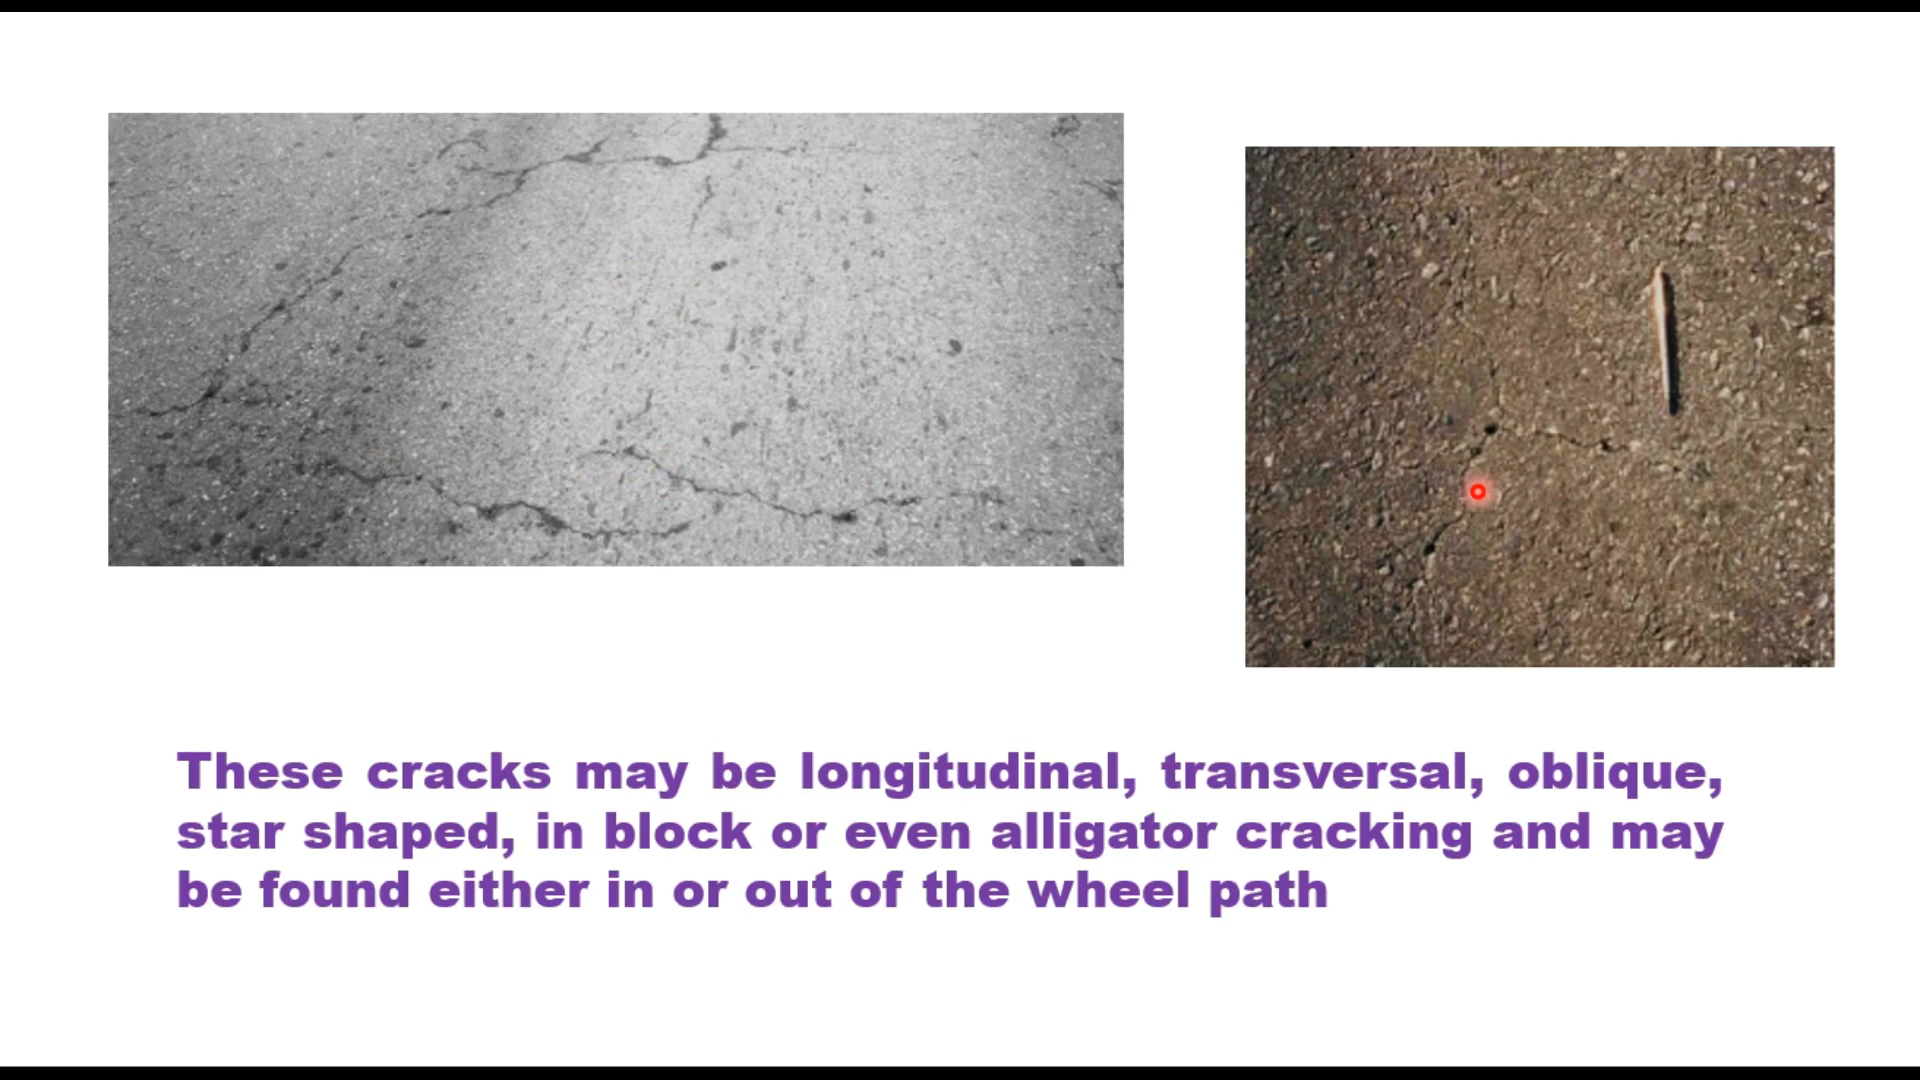 These cracks may be longitudinal, transversal, oblique,
star shaped, in block or even alligator cracking and may
be found either in or out of the wheel path